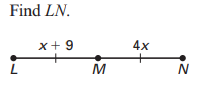 Find LN.
x + 9 4x
L M N